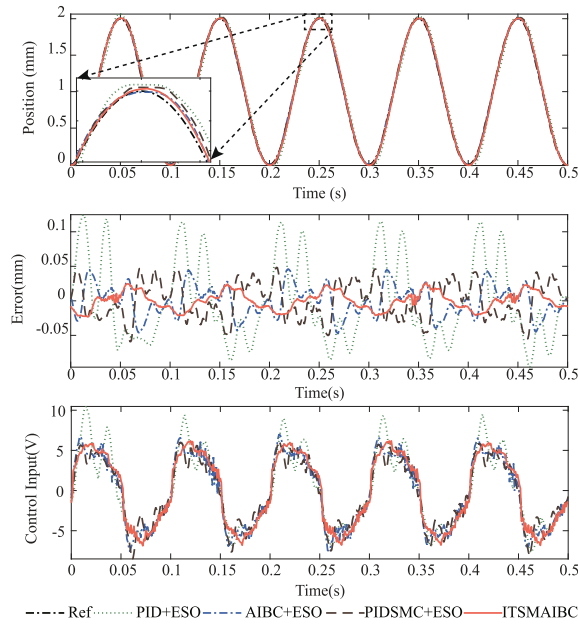 2
1
0
Position (mm)
0 0.05 0.1 0.15 0.2 0.25 0.3 0.35 0.4 0.45 0.5
Time (s)
0.1
0.05
0
-0.05
Error(mm)
0 0.05 0.1 0.15 0.2 0.25 0.3 0.35 0.4 0.45 0.5
Time(s)
10
5
0
-5
Control Input(V)
0 0.05 0.1 0.15 0.2 0.25 0.3 0.35 0.4 0.45 0.5
Time(s)
Ref PID+ESO AIBC+ESO PIDSMC+ESO ITSMAIBC